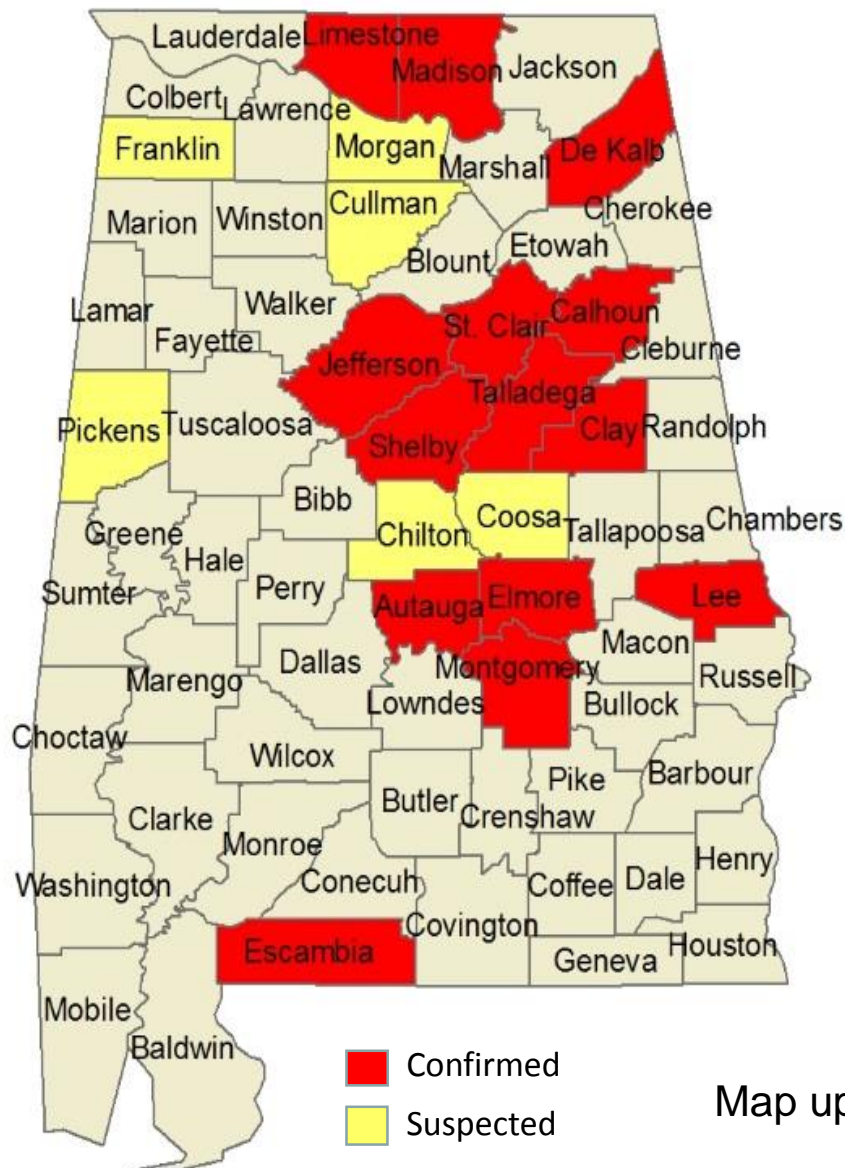 Lauderdale
Limestone
Madison
Jackson
Colbert
Lawrence
Franklin
Morgan
Marshall
De Kalb
Cherokee
Marion
Winston
Cullman
Blount
Etowah
Lamar
Fayette
Walker
Jefferson
St. Clair
Calhoun
Cleburne
Pickens
Tuscaloosa
Shelby
Talladega
Clay
Randolph
Bibb
Chilton
Coosa
Tallapoosa
Chambers
Greene
Hale
Sumter
Perry
Autauga
Elmore
Lee
Macon
Dallas
Montgomery
Russell
Marengo
Lowndes
Bullock
Choctaw
Wilcox
Pike
Barbour
Butler
Crenshaw
Clarke
Monroe
Henry
Washington
Conecuh
Coffee
Dale
Covington
Escambia
Geneva
Houston
Mobile
Baldwin
Confirmed
Suspected
Map up